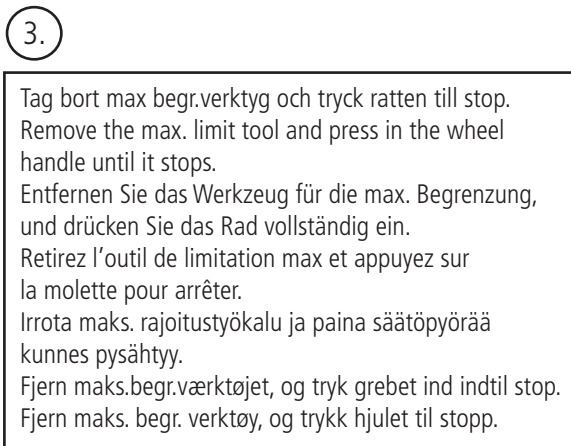 3.
Tag bort max begr.verktyg och tryck ratten till stop.
Remove the max. limit tool and press in the wheel
handle until it stops.
Entfernen Sie das Werkzeug für die max. Begrenzung,
und drücken Sie das Rad vollständig ein.
Retirez l’outil de limitation max et appuyez sur
la molette pour arrêter.
Irrota maks. rajoitustyökalu ja paina säätöpyörää
kunnes pysähtyy.
Fjern maks.begr.værktøjet, og tryk grebet ind indtil stop.
Fjern maks. begr. verktøy, og trykk hjulet til stopp.